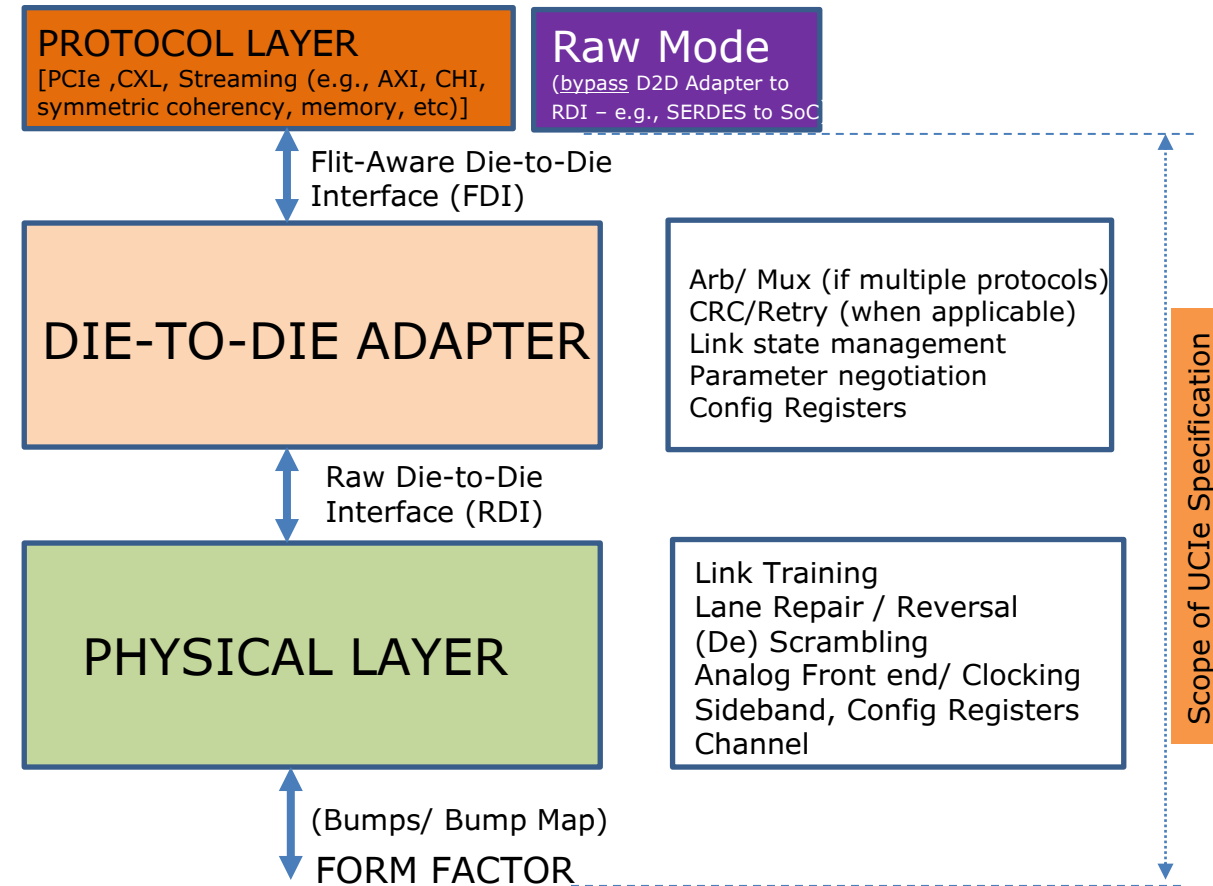 PROTOCOL LAYER
[PCIe ,CXL, Streaming (e.g., AXI, CHI,
symmetric coherency, memory, etc)]
Raw Mode
(bypass D2D Adapter to
RDI – e.g., SERDES to SoC)
Flit-Aware Die-to-Die
Interface (FDI)
DIE-TO-DIE ADAPTER
Arb/ Mux (if multiple protocols)
CRC/Retry (when applicable)
Link state management
Parameter negotiation
Config Registers
Raw Die-to-Die
Interface (RDI)
PHYSICAL LAYER
Link Training
Lane Repair / Reversal
(De) Scrambling
Analog Front end/ Clocking
Sideband, Config Registers
Channel
(Bumps/ Bump Map)
FORM FACTOR
Scope of UCIe Specification